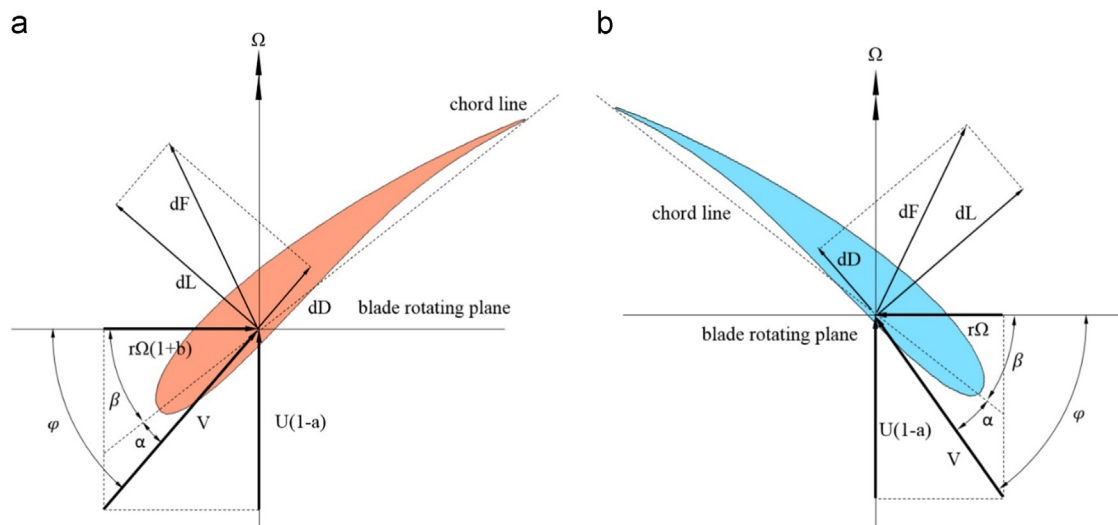 a
Ω
chord line
dF
dL
dD
blade rotating plane
rΩ(1+b)
β
φ
α
V
U(1-a)
b
Ω
chord line
dF
dL
dD
blade rotating plane
rΩ
β
α
φ
U(1-a)
V